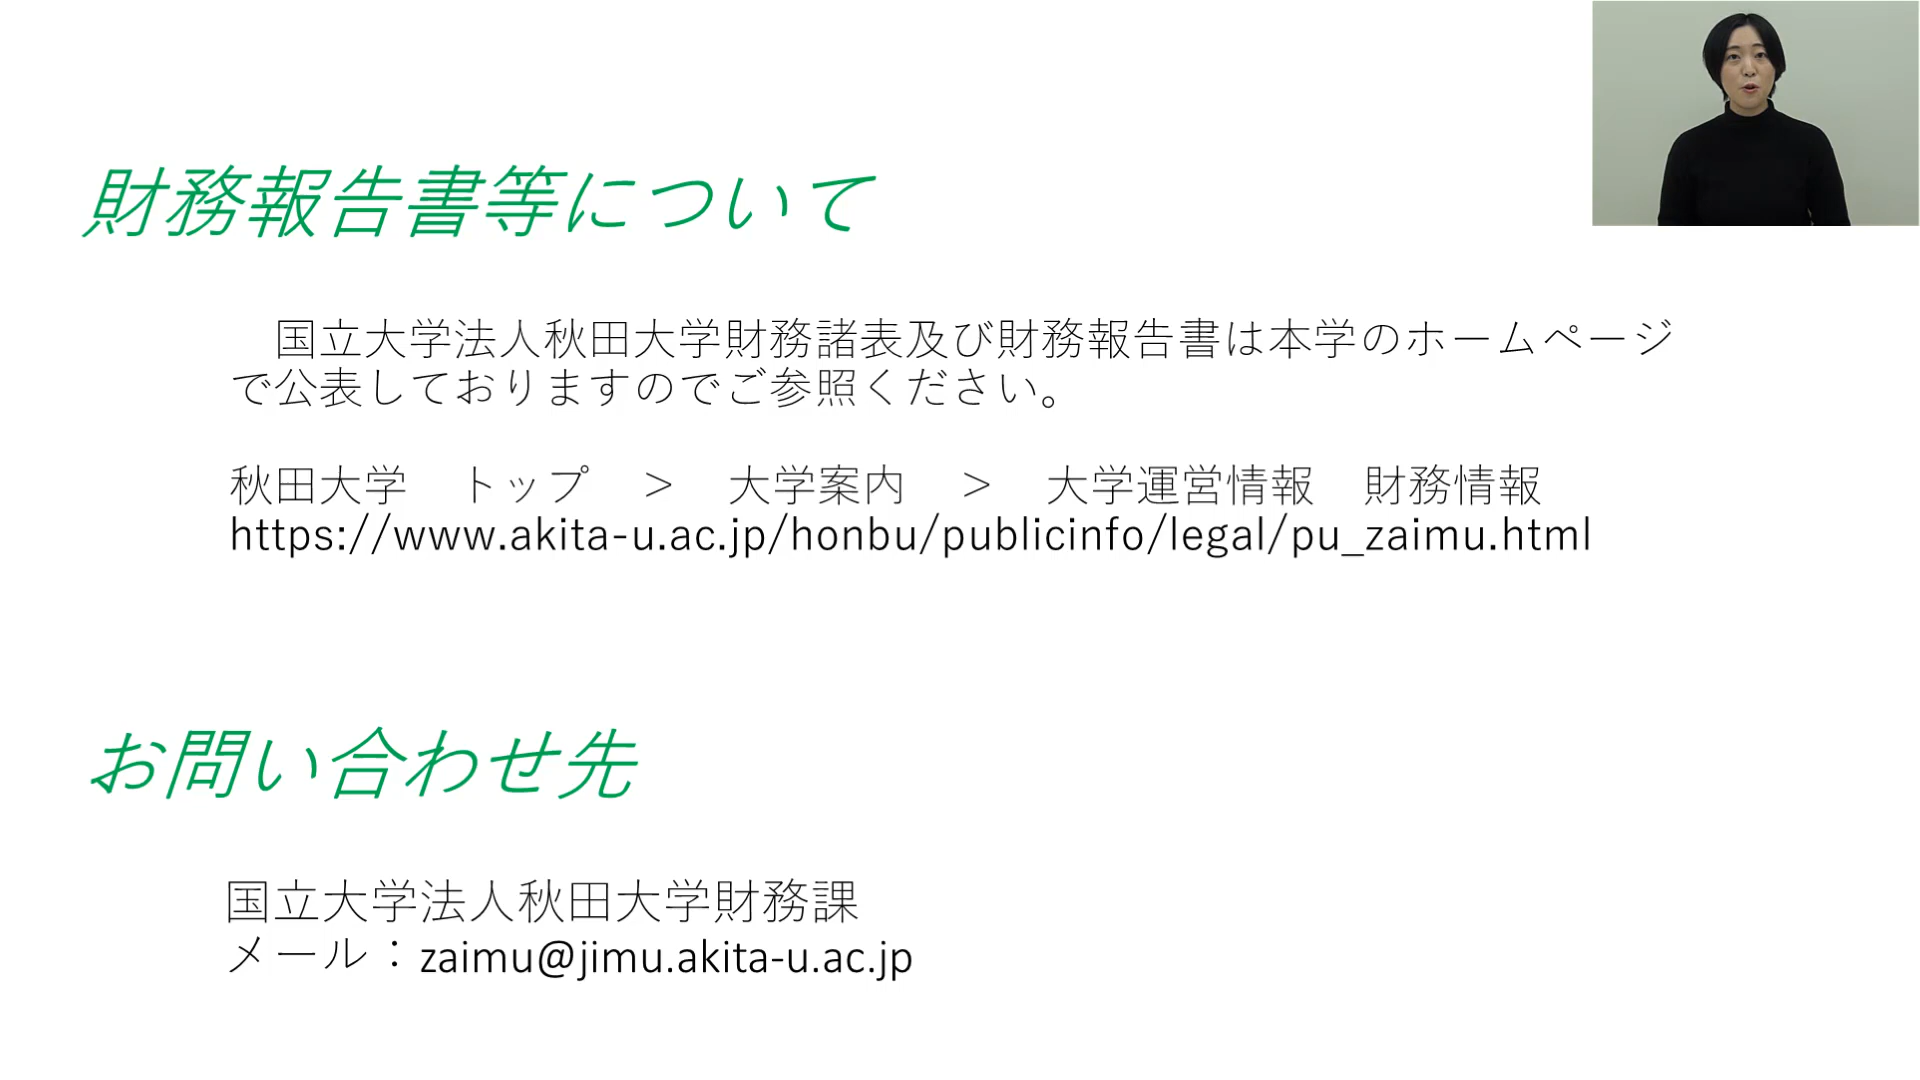 財務報告書等について
国立大学法人秋田大学財務諸表及び財務報告書は本学のホームページ
で公表しておりますのでご参照ください。
秋田大学　トップ　＞　大学案内　＞　大学運営情報　財務情報
https://www.akita-u.ac.jp/honbu/publicinfo/legal/pu_zaimu.html
お問い合わせ先
国立大学法人秋田大学財務課
メール：zaimu@jimu.akita-u.ac.jp